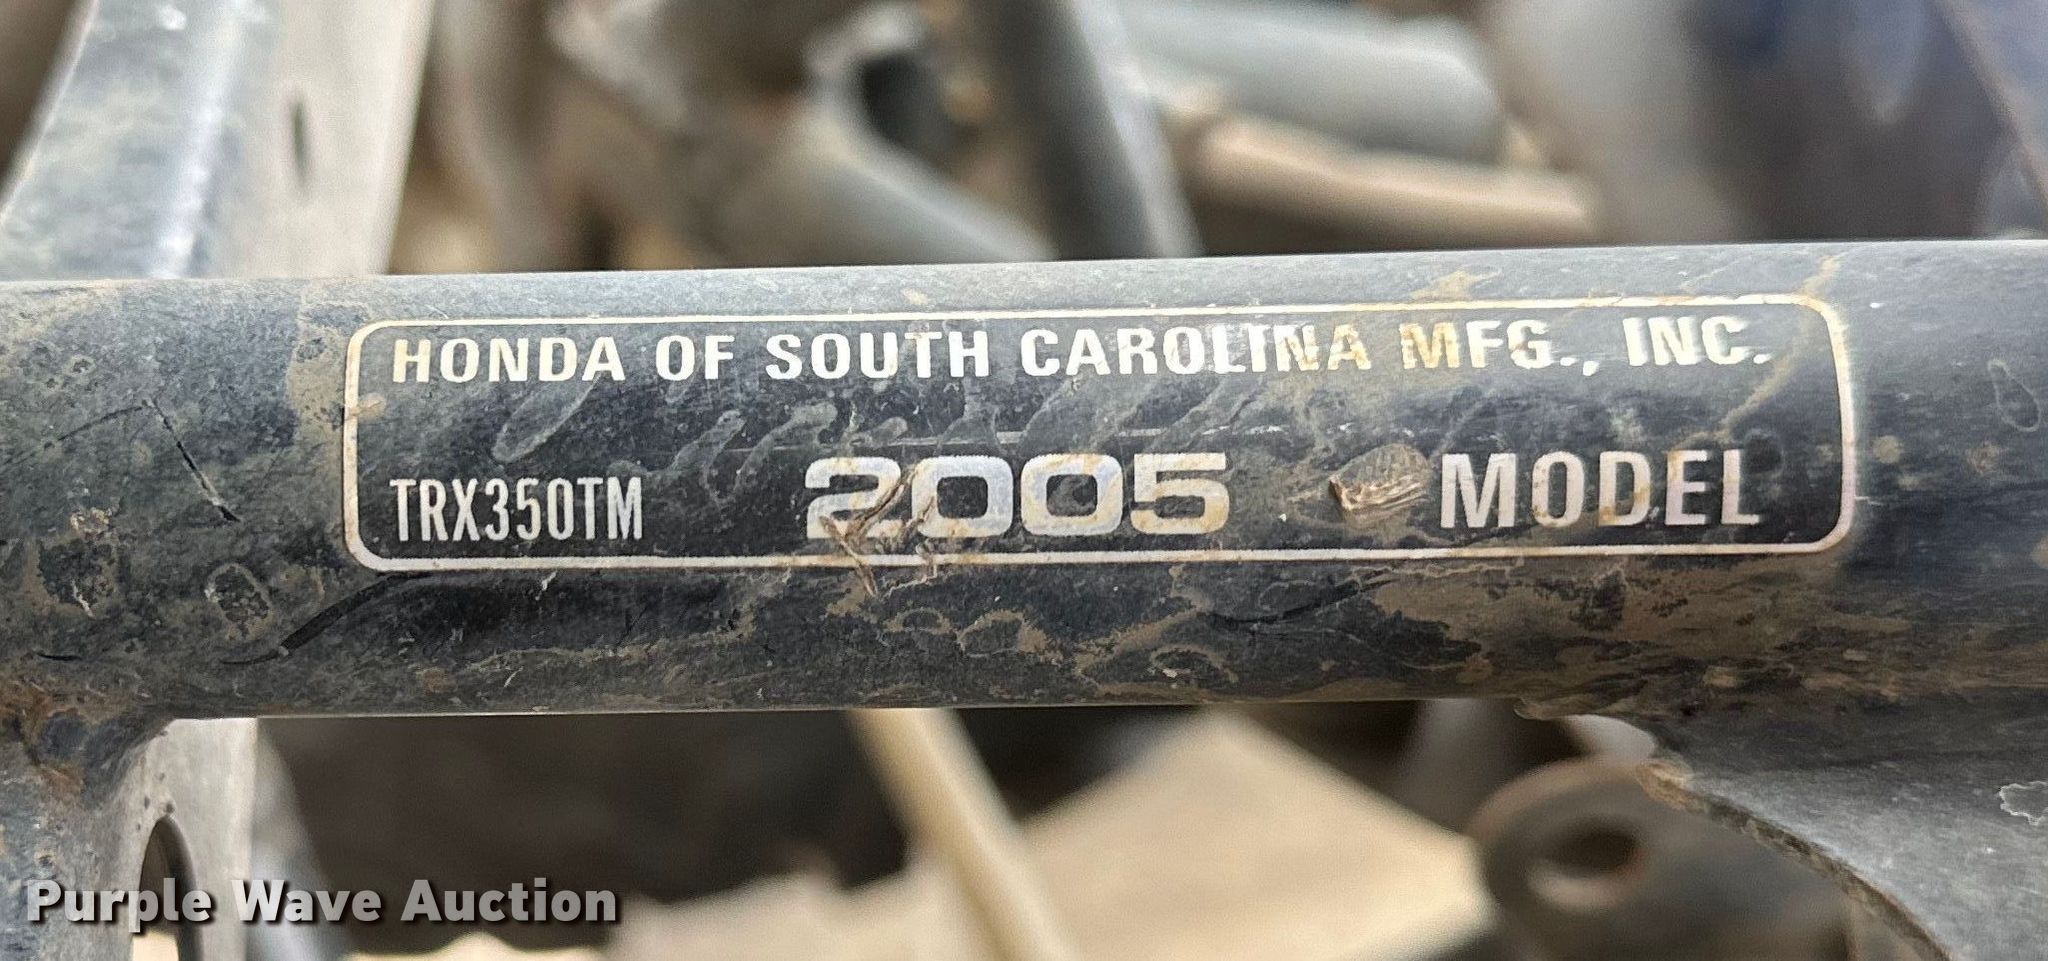 HONDA OF SOUTH CAROLINA MFG., INC.
TRX350TM 2005 MODEL
Purple Wave Auction